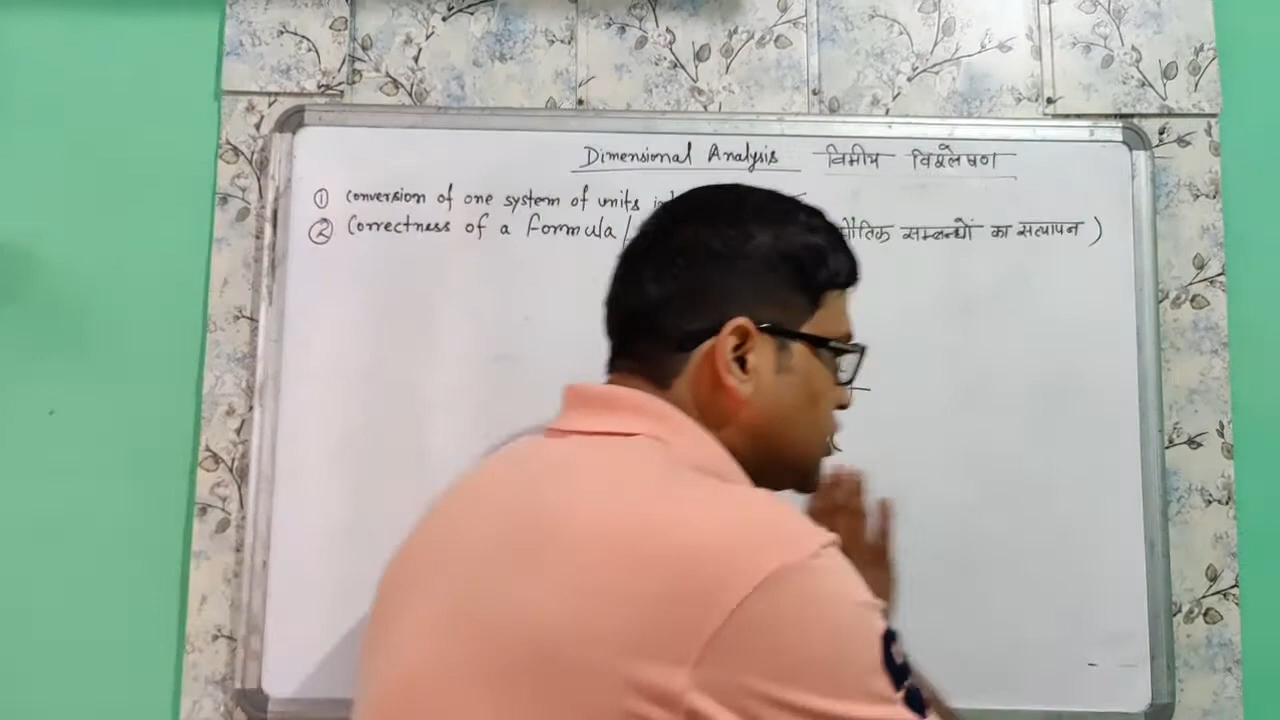 Dimensional Analysis विमीय विश्लेषण
① conversion of one system of units
② Correctness of a Formula / भौतिक सम्बन्धों का सत्यापन )